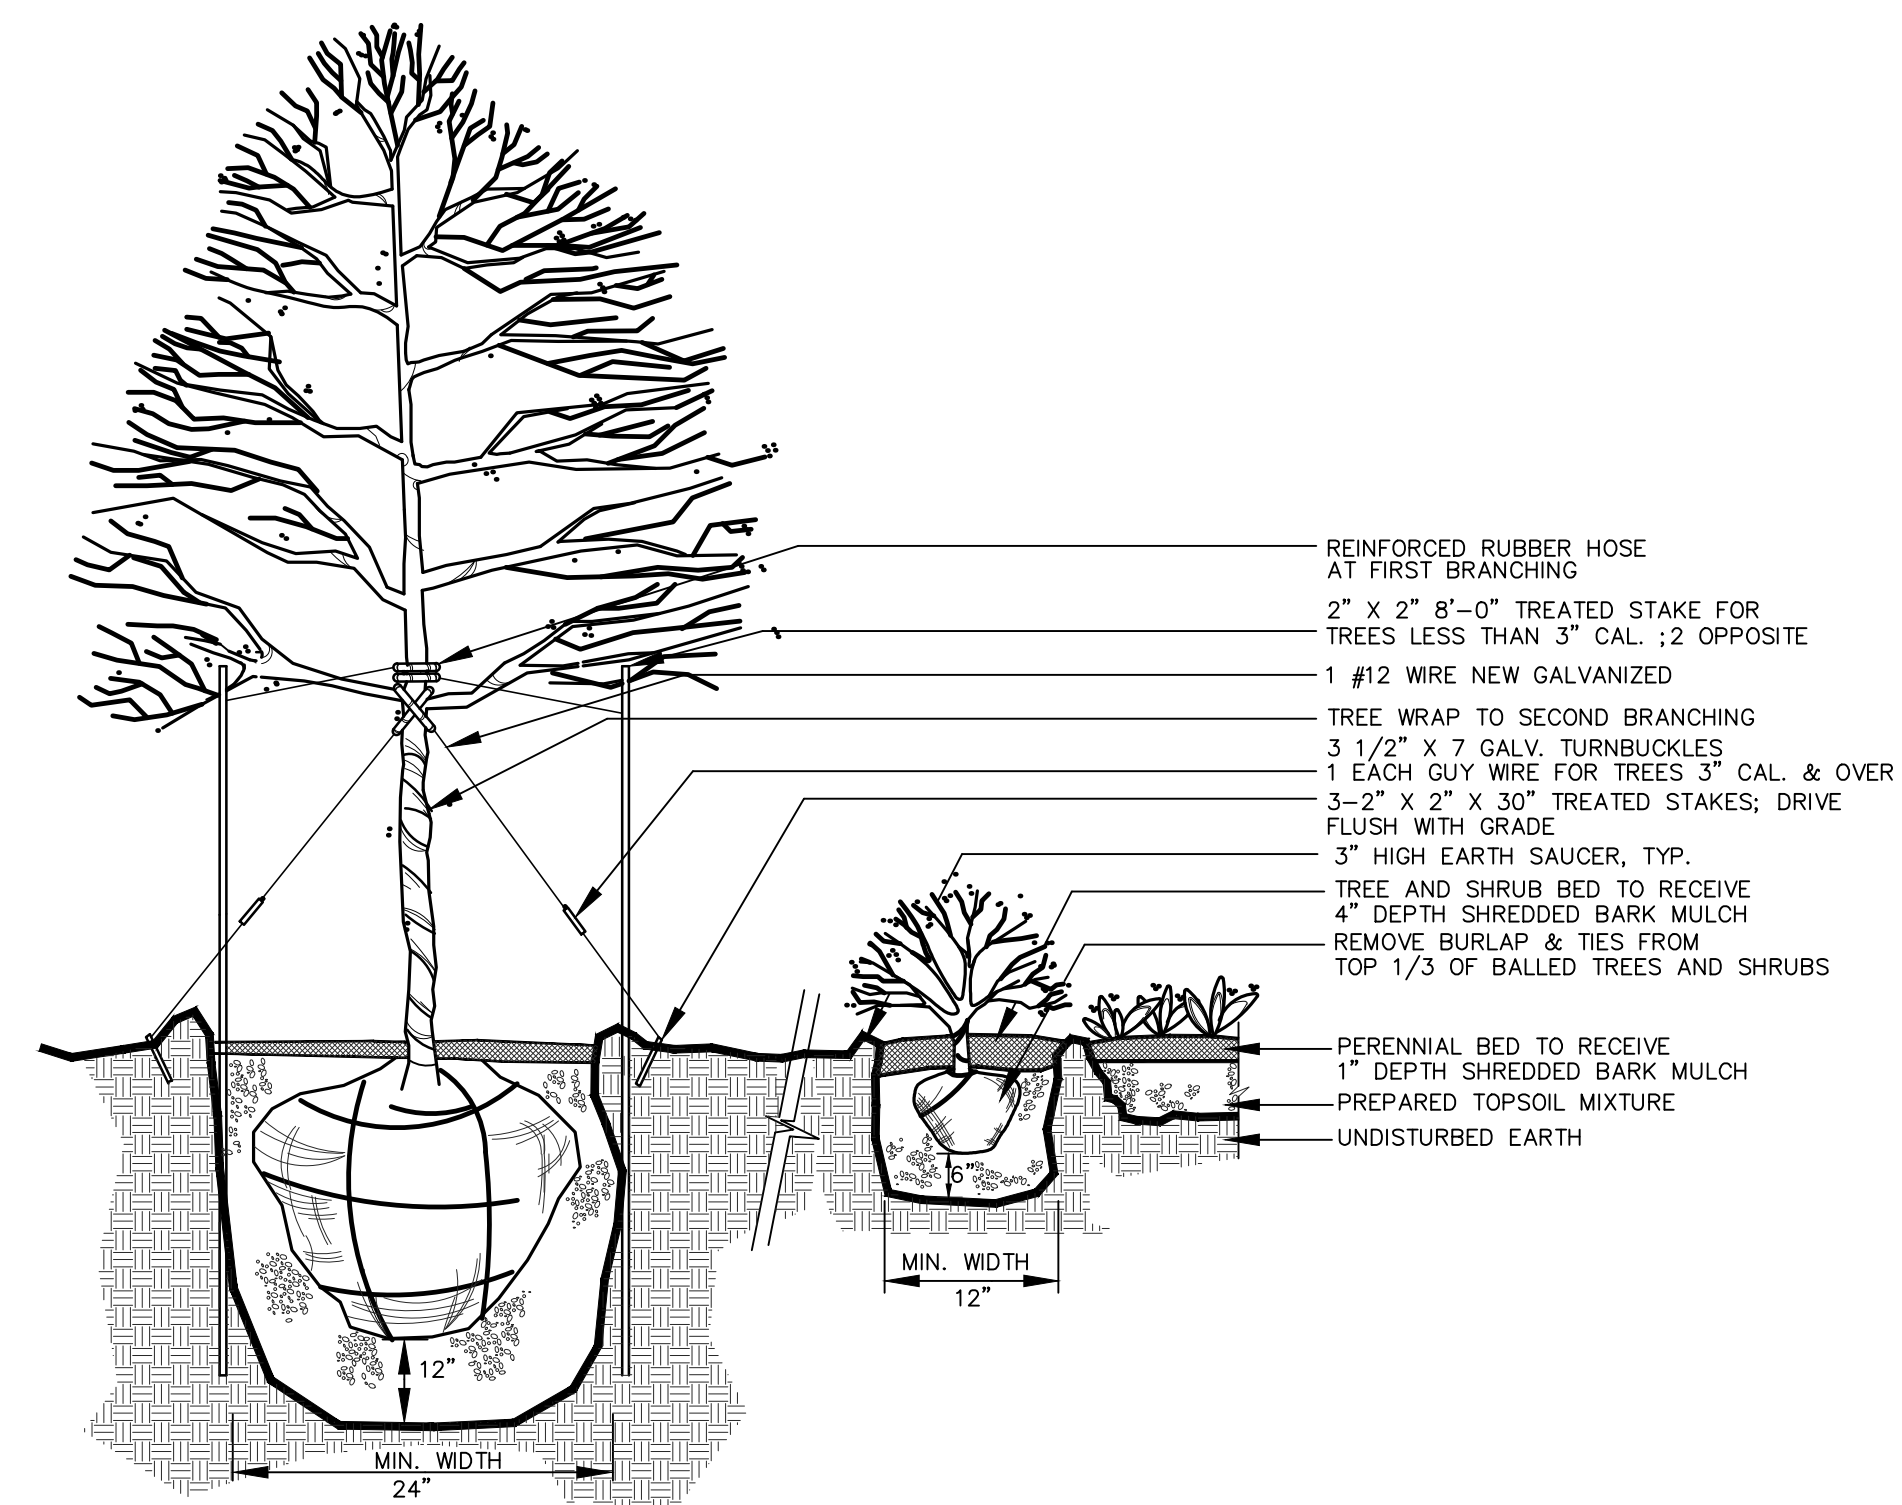 REINFORCED RUBBER HOSE
AT FIRST BRANCHING
2" X 2" 8'-0" TREATED STAKE FOR
TREES LESS THAN 3" CAL. ;2 OPPOSITE
1 #12 WIRE NEW GALVANIZED
TREE WRAP TO SECOND BRANCHING
3 1/2" X 7 GALV. TURNBUCKLES
1 EACH GUY WIRE FOR TREES 3" CAL. & OVER
3-2" X 2" X 30" TREATED STAKES; DRIVE
FLUSH WITH GRADE
3" HIGH EARTH SAUCER, TYP.
TREE AND SHRUB BED TO RECEIVE
4" DEPTH SHREDDED BARK MULCH
REMOVE BURLAP & TIES FROM
TOP 1/3 OF BALLED TREES AND SHRUBS
PERENNIAL BED TO RECEIVE
1" DEPTH SHREDDED BARK MULCH
PREPARED TOPSOIL MIXTURE
UNDISTURBED EARTH
6"
MIN. WIDTH
12"
12"
MIN. WIDTH
24"